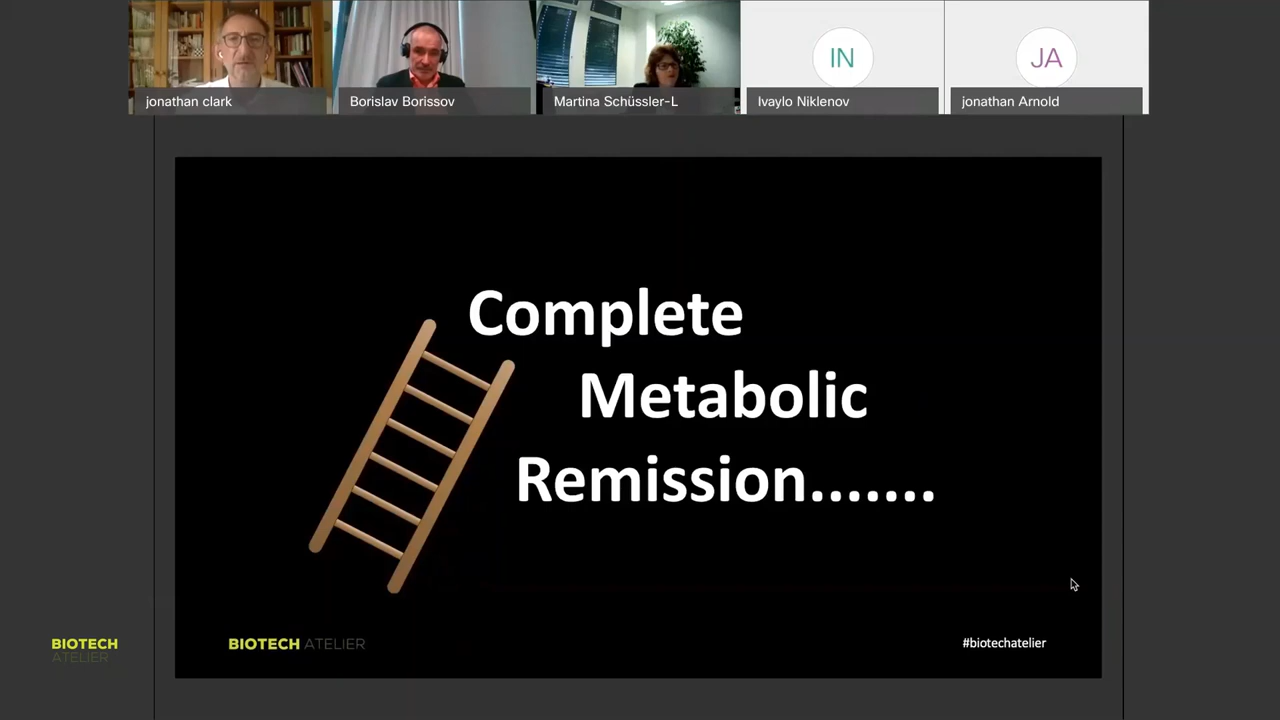 jonathan clark
Borislav Borissov
Martina Schüssler-L
IN
Ivaylo Niklenov
JA
jonathan Arnold
Complete
Metabolic
Remission.......
BIOTECH ATELIER
#biotechatelier
BIOTECH
ATELIER